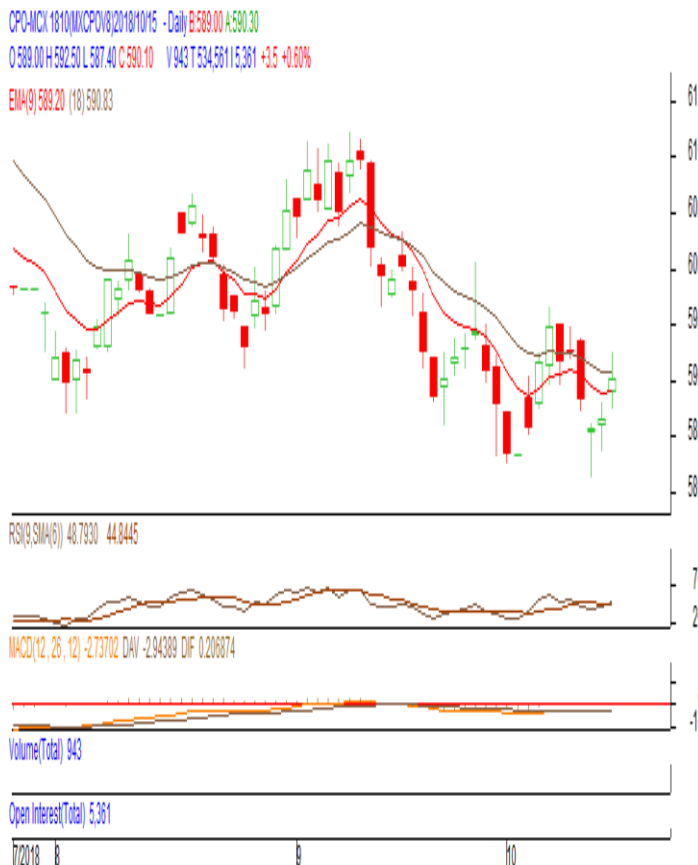 CPO-MCX 1810(MXCPOV8)2018/10/15 - Daily B:589.00 A:590.30
O 589.00 H 592.50 L 587.40 C 590.10 V 943 T 534,561 I 5,361 +3.5 +0.60%
EMA(9) 589.20 (18) 590.83
61
61
60
60
59
59
58
58
RSI(9,SMA(6)) 48.7930 44.8445
7
2
MACD(12, 26, 12) -2.73702 DAV -2.94389 DIF 0.206874
-1
Volume(Total) 943
Open Interest(Total) 5,361
7/2018 8 9 10